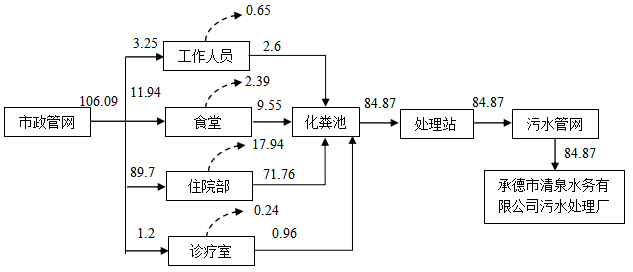 0.65
3.25
工作人员
2.6
2.39
106.09
11.94
9.55
84.87
84.87
市政管网
食堂
化粪池
处理站
污水管网
17.94
84.87
89.7
住院部
71.76
承德市清泉水务有
限公司污水处理厂
0.24
1.2
诊疗室
0.96